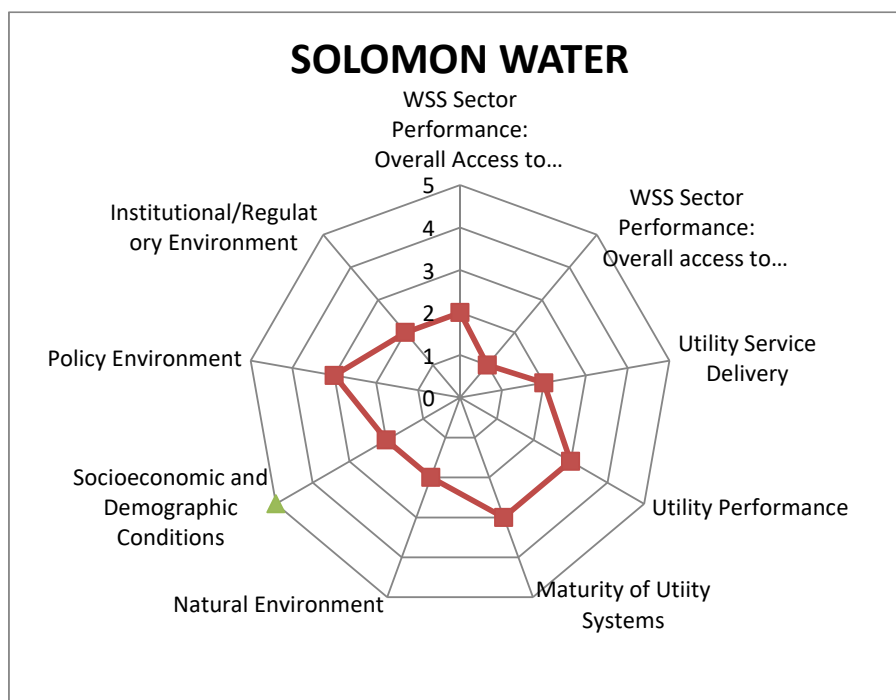 SOLOMON WATER
WSS Sector
Performance:
Overall Access to…
WSS Sector
Performance:
Overall access to…
Utility Service
Delivery
Utility Performance
Maturity of Utiity
Systems
Natural Environment
Socioeconomic and
Demographic
Conditions
Policy Environment
Institutional/Regulat
ory Environment
5
4
3
2
1
0